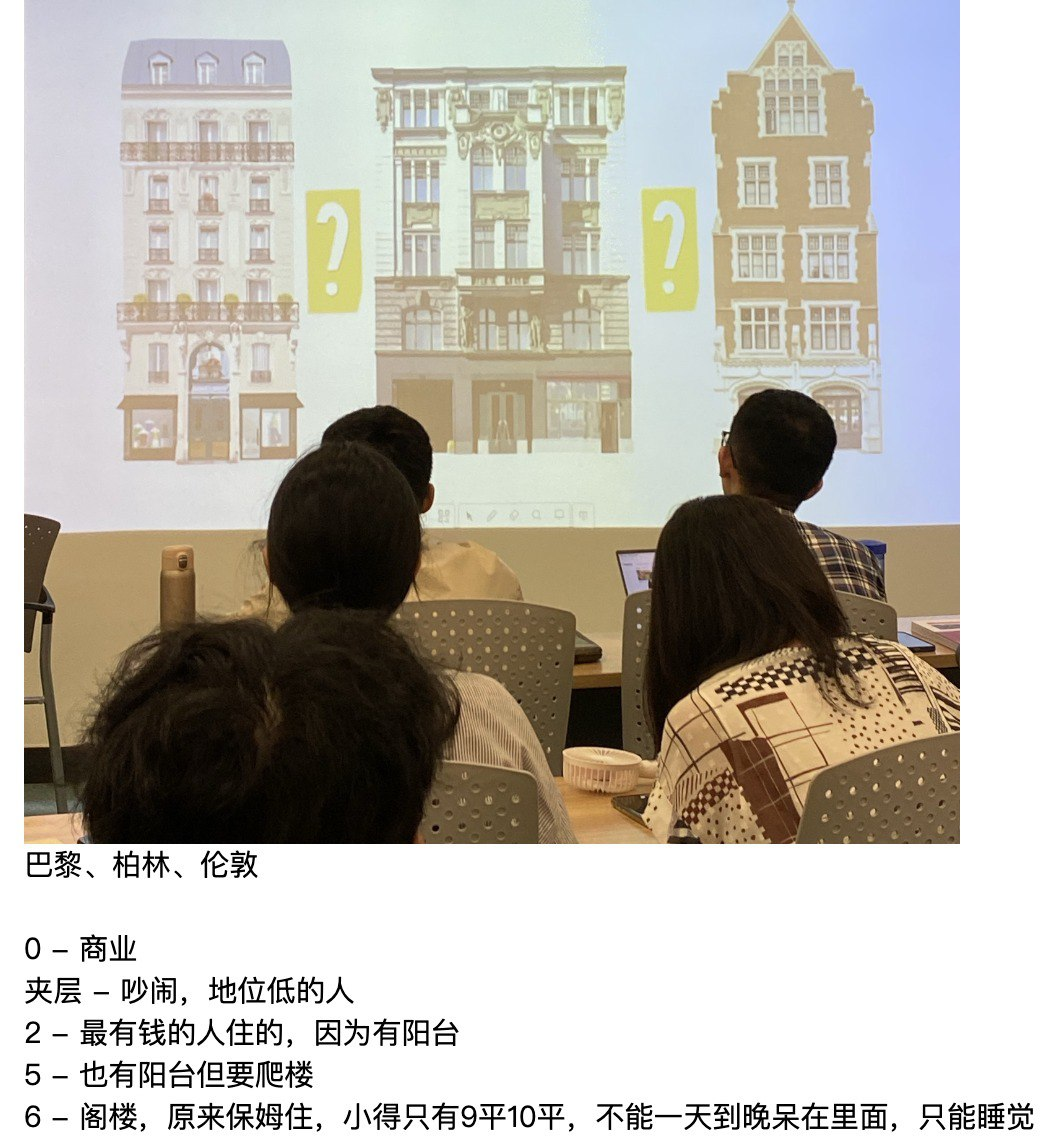 ?
?
巴黎、柏林、伦敦
0 – 商业
夹层 – 吵闹，地位低的人
2 – 最有钱的人住的，因为有阳台
5 – 也有阳台但要爬楼
6 – 阁楼，原来保姆住，小得只有9平10平，不能一天到晚呆在里面，只能睡觉